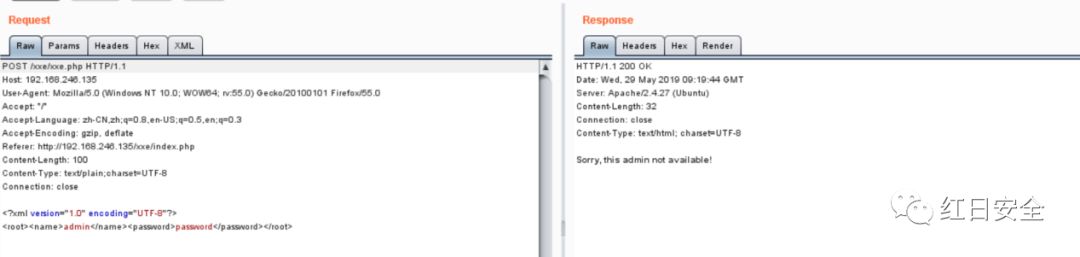 Request
Raw Params Headers Hex XML
POST /xxe/xxe.php HTTP/1.1
Host: 192.168.246.135
User-Agent: Mozilla/5.0 (Windows NT 10.0; WOW64; rv:55.0) Gecko/20100101 Firefox/55.0
Accept: "/"
Accept-Language: zh-CN,zh;q=0.8,en-US;q=0.5,en;q=0.3
Accept-Encoding: gzip, deflate
Referer: http://192.168.246.135/xxe/index.php
Content-Length: 100
Content-Type: text/plain;charset=UTF-8
Connection: close
<?xml version="1.0" encoding="UTF-8"?>
<root><name>admin</name><password>password</password></root>
Response
Raw Headers Hex Render
HTTP/1.1 200 OK
Date: Wed, 29 May 2019 09:19:44 GMT
Server: Apache/2.4.27 (Ubuntu)
Content-Length: 32
Connection: close
Content-Type: text/html; charset=UTF-8
Sorry, this admin not available!
红日安全